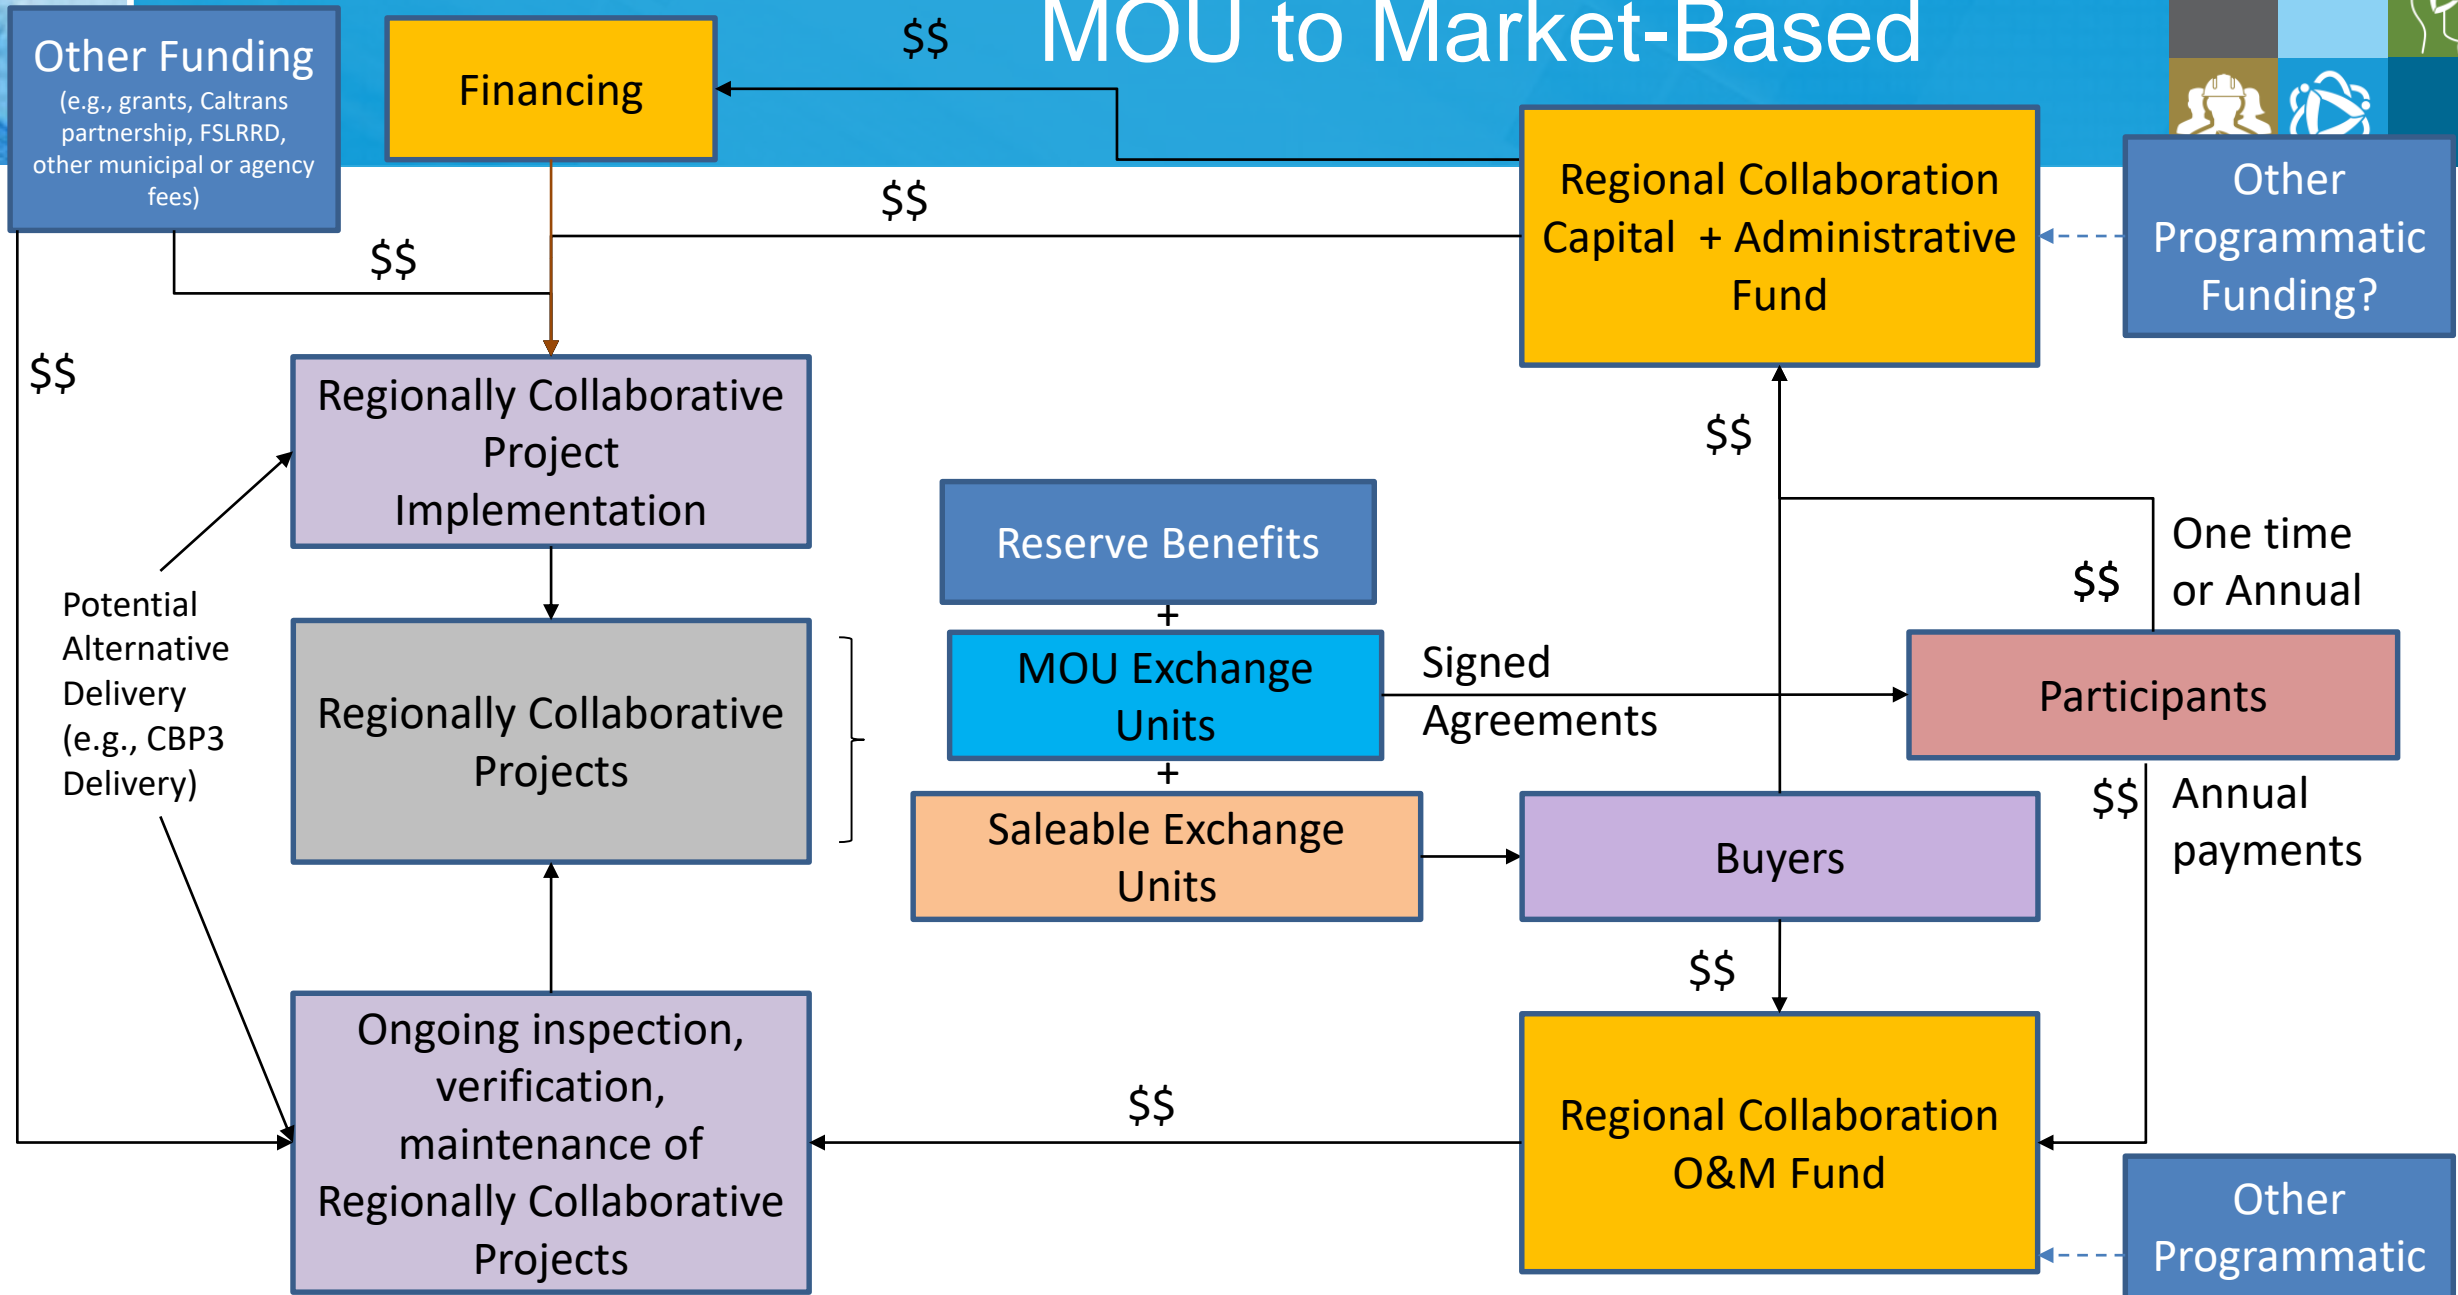 MOU to Market-Based
Other Funding
(e.g., grants, Caltrans
partnership, FSLRRD,
other municipal or agency
fees)
Financing
$$
$$
$$
$$
Regional Collaboration
Capital + Administrative
Fund
Other
Programmatic
Funding?
Regionally Collaborative
Project
Implementation
$$
Reserve Benefits
+
One time
or Annual
$$
Potential
Alternative
Delivery
(e.g., CBP3
Delivery)
Regionally Collaborative
Projects
MOU Exchange
Units
+
Signed
Agreements
Participants
Saleable Exchange
Units
Buyers
$$
Annual
payments
$$
Ongoing inspection,
verification,
maintenance of
Regionally Collaborative
Projects
$$
Regional Collaboration
O&M Fund
Other
Programmatic